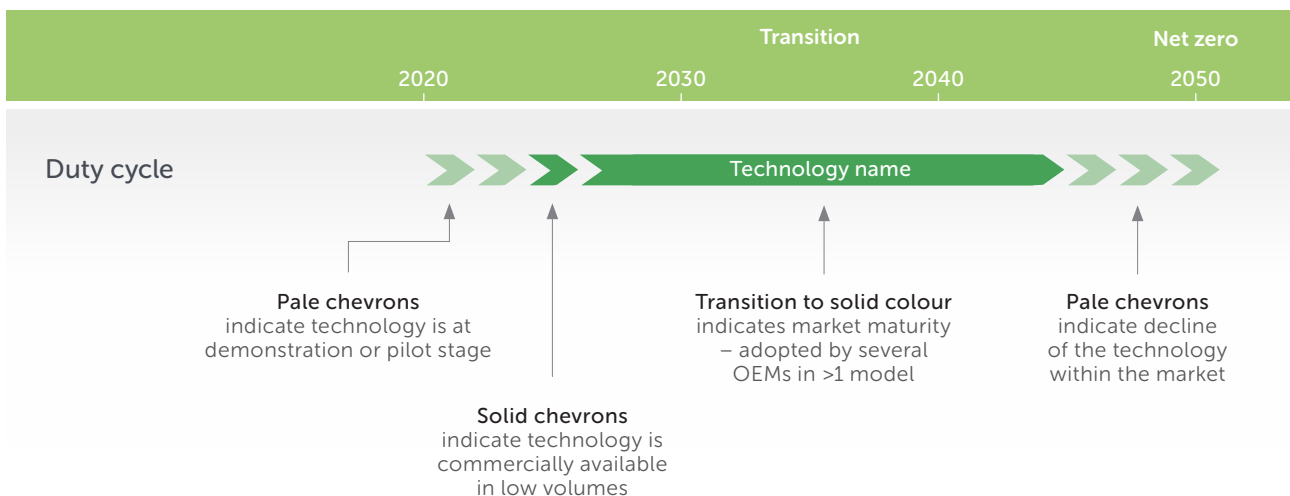 Transition
Net zero
2020
2030
2040
2050
Duty cycle
Technology name
Pale chevrons
indicate technology is at
demonstration or pilot stage
Solid chevrons
indicate technology is
commercially available
in low volumes
Transition to solid colour
indicates market maturity
– adopted by several
OEMs in >1 model
Pale chevrons
indicate decline
of the technology
within the market